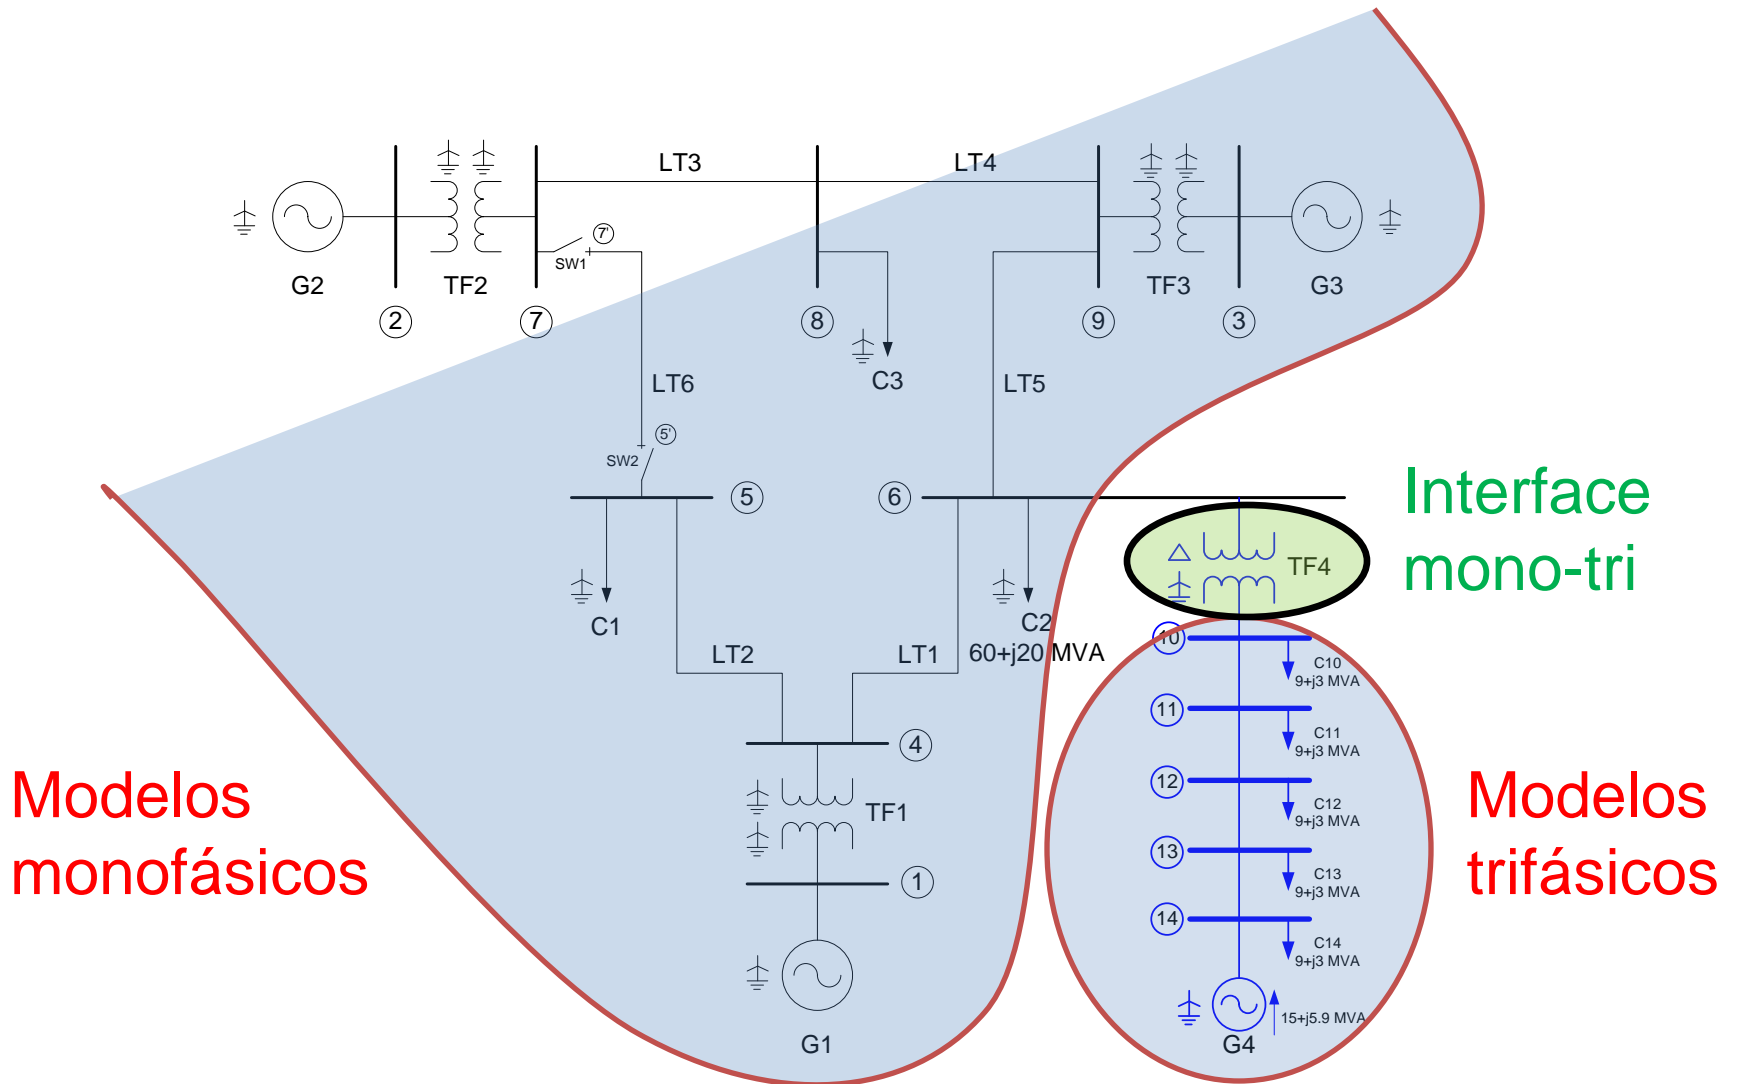 LT3
LT4
7'
SW1
G2
TF2
TF3
G3
2
7
8
9
3
C3
LT6
LT5
5'
SW2
5
6
Interface
mono-tri
TF4
C1
C2
60+j20 MVA
LT2
LT1
10
C10
9+j3 MVA
11
C11
9+j3 MVA
4
12
C12
9+j3 MVA
TF1
Modelos
monofásicos
Modelos
trifásicos
13
C13
9+j3 MVA
1
14
C14
9+j3 MVA
15+j5.9 MVA
G1
G4